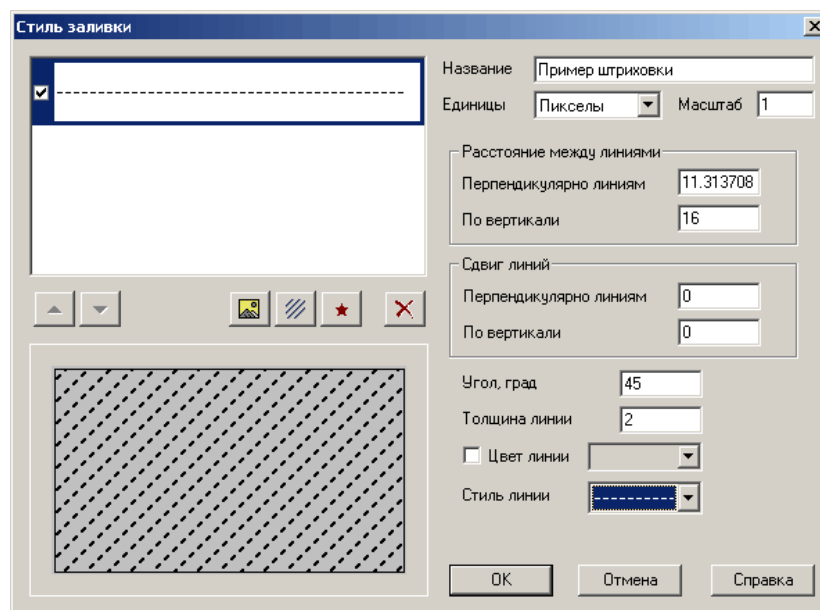 Стиль заливки
Название Пример штриховки
Единицы Пикселы Масштаб 1
Расстояние между линиями
Перпендикулярно линиям 11.313708
По вертикали 16
Сдвиг линий
Перпендикулярно линиям 0
По вертикали 0
Угол, град 45
Толщина линии 2
Цвет линии
Стиль линии
OK Отмена Справка